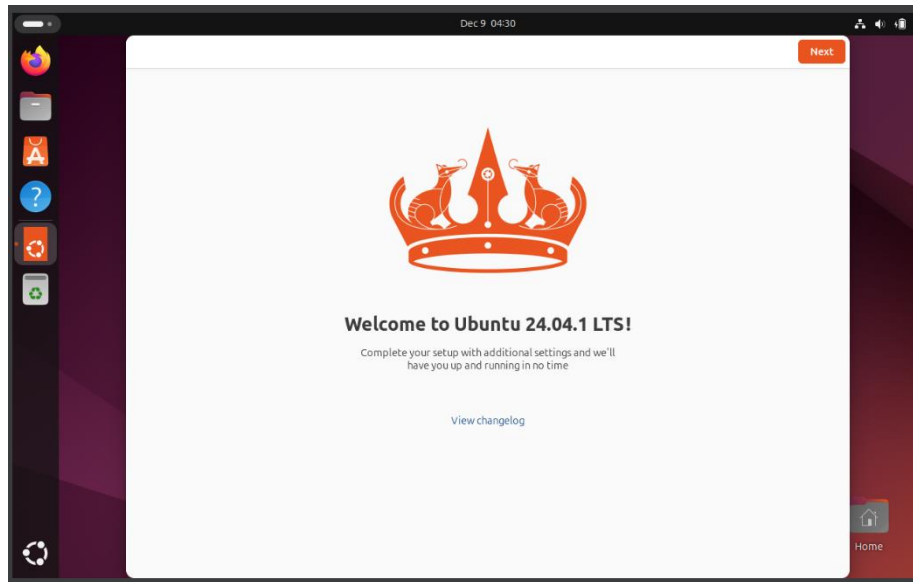 Dec 9 04:30
Next
Welcome to Ubuntu 24.04.1 LTS!
Complete your setup with additional settings and we'll
have you up and running in no time
View changelog
Home